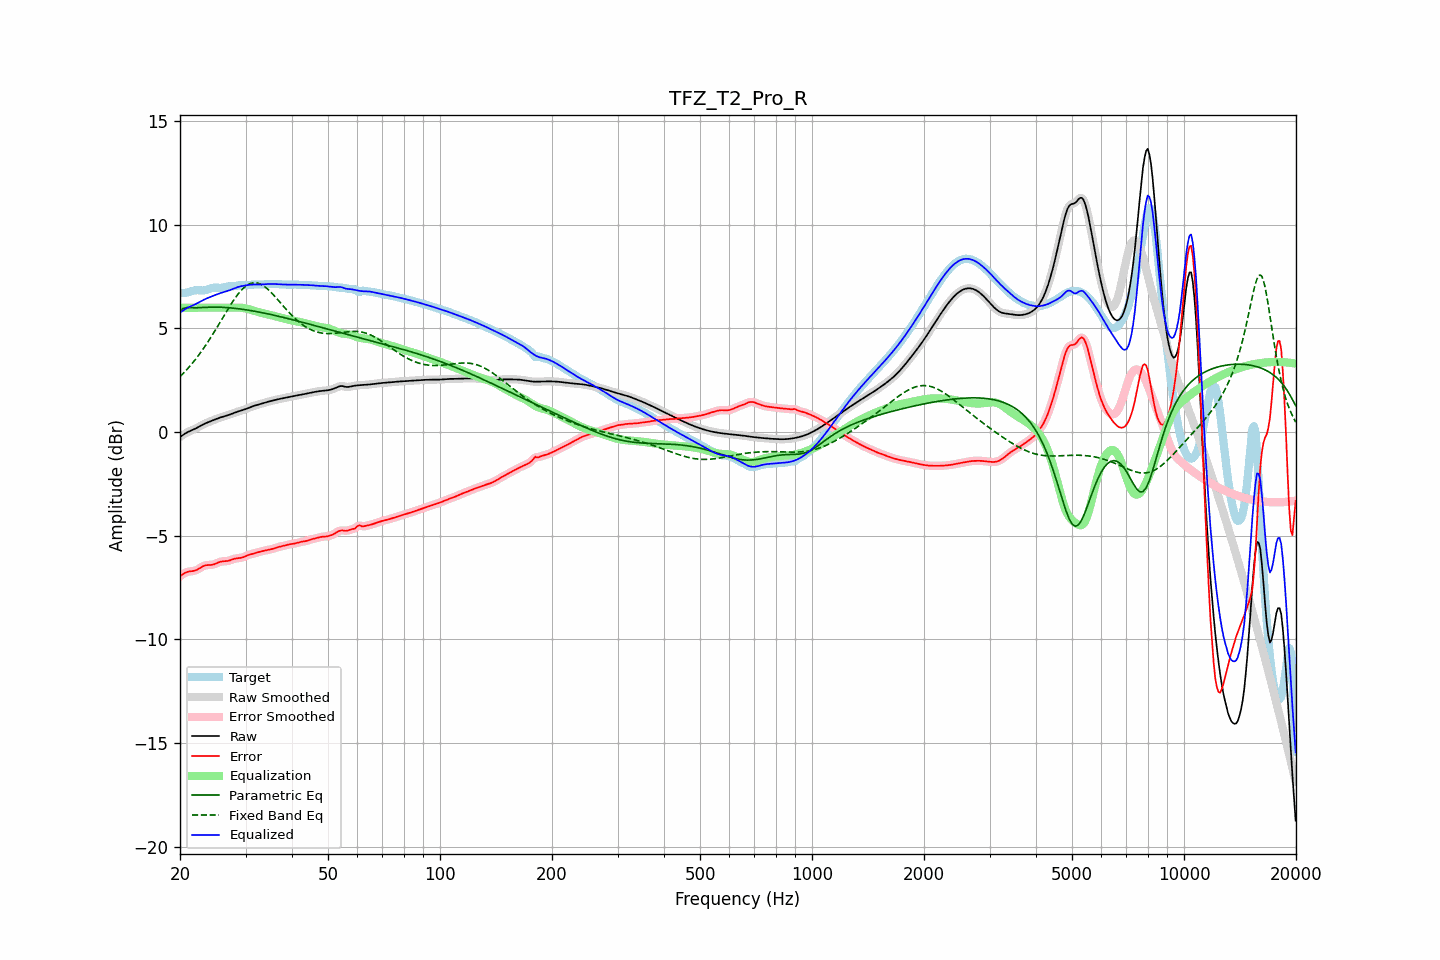 TFZ_T2_Pro_R
Amplitude (dBr)
15
10
5
0
−5
−10
−15
−20
Target
Raw Smoothed
Error Smoothed
Raw
Error
Equalization
Parametric Eq
Fixed Band Eq
Equalized
20 50 100 200 500 1000 2000 5000 10000 20000
Frequency (Hz)